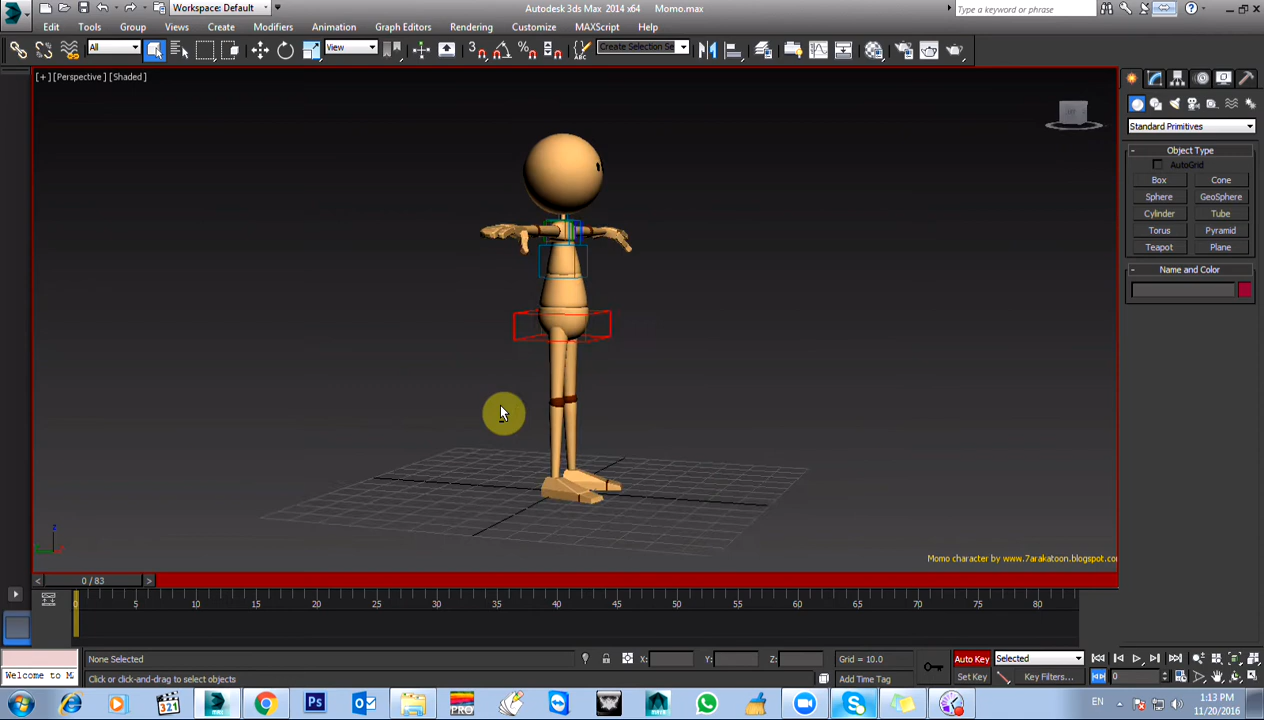 Workspace: Default
Autodesk 3ds Max 2014 x64
Momo.max
Type a keyword or phrase
Edit
Tools
Group
Views
Create
Modifiers
Animation
Graph Editors
Rendering
Customize
MAXScript
Help
All
View
Create Selection Se
[+] [Perspective] [Shaded]
Standard Primitives
Object Type
AutoGrid
Box
Cone
Sphere
GeoSphere
Cylinder
Tube
Torus
Pyramid
Teapot
Plane
Name and Color
Momo character by www.7arakatoon.blogspot.co
0 / 83
0 5 10 15 20 25 30 35 40 45 50 55 60 65 70 75 80
None Selected
X:
Y:
Z:
Grid = 10.0
Auto Key
Selected
Welcome to M
Click or click-and-drag to select objects
Add Time Tag
Set Key
Key Filters...
0
321
Ps
PRO
EN
1:13 PM
11/20/2016